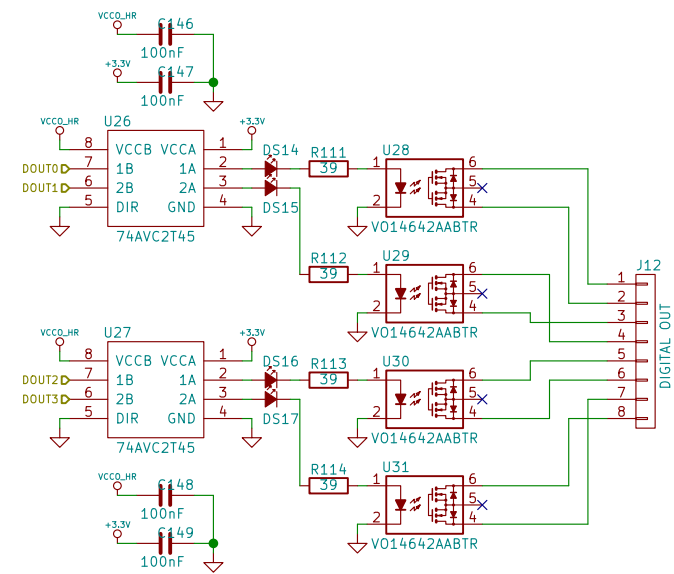 VCCO_HR
C146
100nF
+3.3V
C147
100nF
VCCO_HR
U26
+3.3V
8 VCCB VCCA 1
DOUT0 7 1B 1A 2
DOUT1 6 2B 2A 3
5 DIR GND 4
74AVC2T45
DS14
DS15
R111
39
U28
1 6
5
2 4
VO14642AABTR
R112
39
U29
1 6
5
2 4
VO14642AABTR
VCCO_HR
U27
+3.3V
8 VCCB VCCA 1
DOUT2 7 1B 1A 2
DOUT3 6 2B 2A 3
5 DIR GND 4
74AVC2T45
DS16
DS17
R113
39
U30
1 6
5
2 4
VO14642AABTR
R114
39
U31
1 6
5
2 4
VO14642AABTR
J12
1
2
3
4
5
6
7
8
DIGITAL OUT
VCCO_HR
C148
100nF
+3.3V
C149
100nF